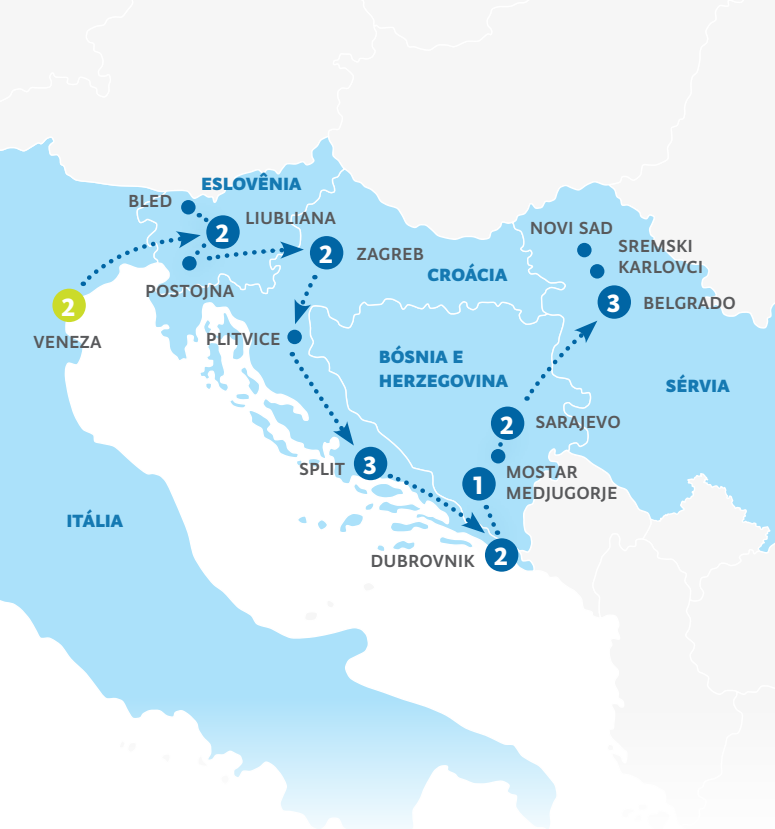 ESLOVÊNIA
BLED
LIUBLIANA
2
NOVI SAD
SREMSKI
KARLOVCI
2
ZAGREB
CROÁCIA
POSTOJNA
2
VENEZA
3
BELGRADO
PLITVICE
BÓSNIA E
HERZEGOVINA
SÉRVIA
2
SARAJEVO
SPLIT
3
1
MOSTAR
MEDJUGORJE
ITÁLIA
DUBROVNIK
2